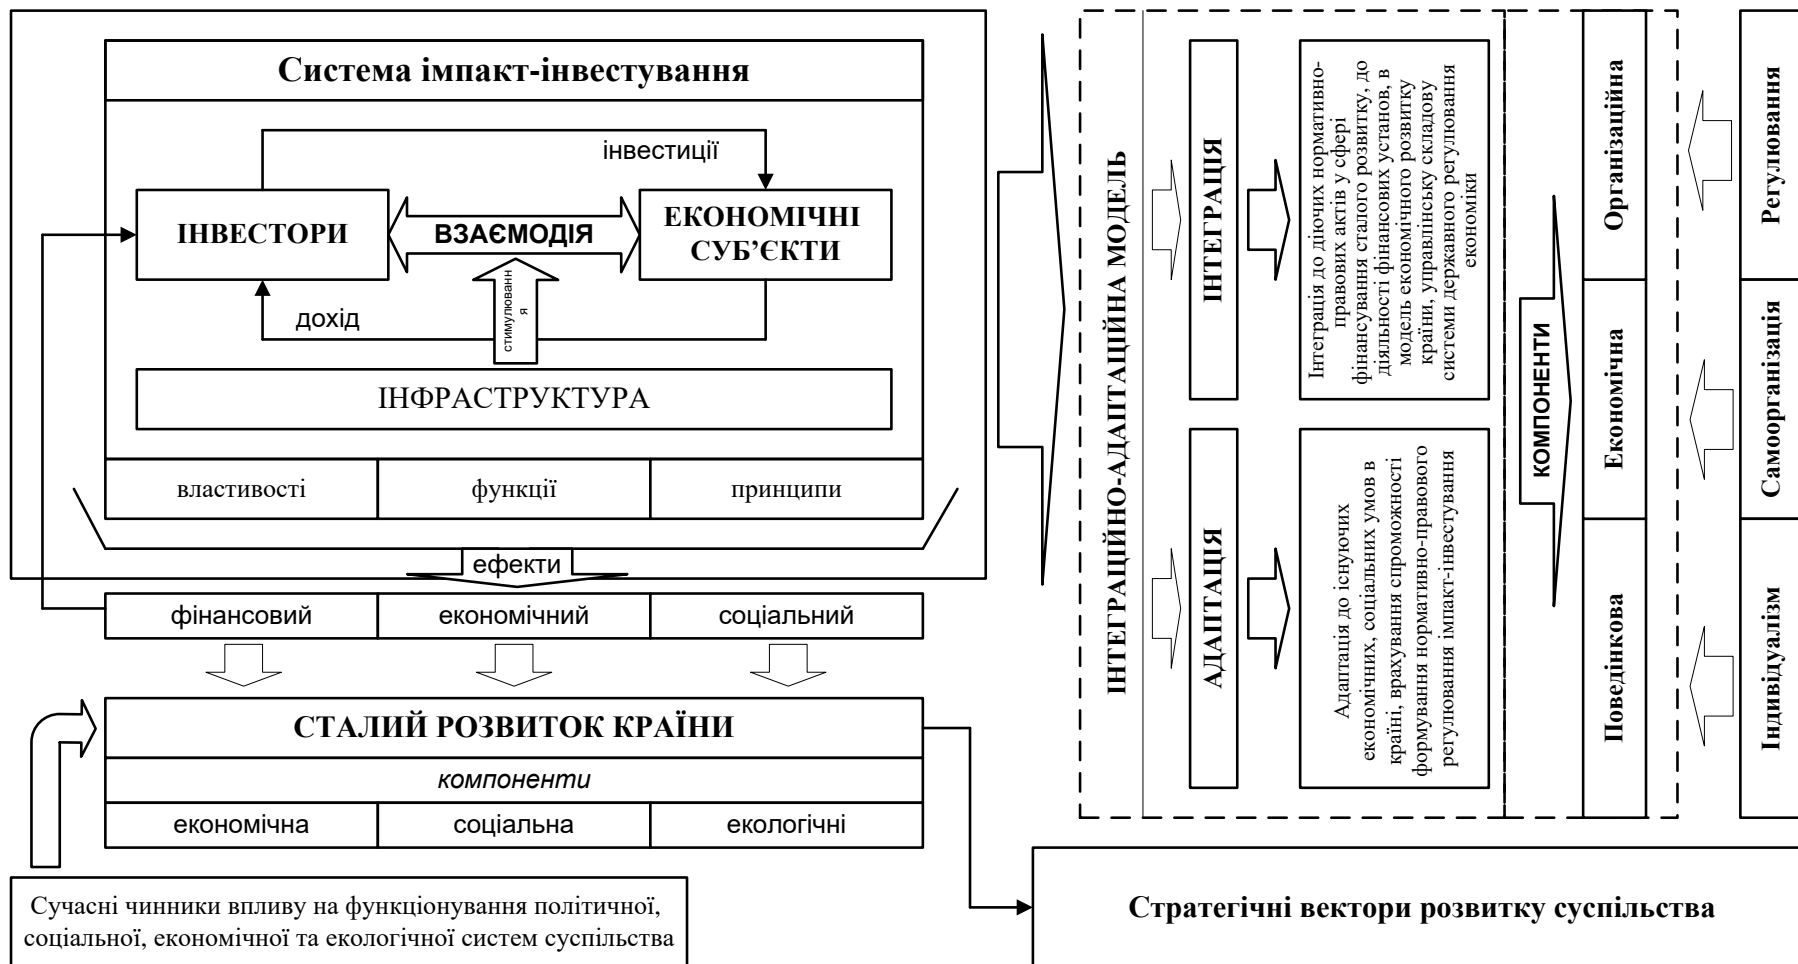 Система імпакт-інвестування
інвестиції
ІНВЕСТОРИ
ВЗАЄМОДІЯ
ЕКОНОМІЧНІ
СУБ’ЄКТИ
дохід
стимулюванн
я
ІНФРАСТРУКТУРА
властивості
функції
принципи
ефекти
фінансовий
економічний
соціальний
СТАЛИЙ РОЗВИТОК КРАЇНИ
компоненти
економічна
соціальна
екологічні
Сучасні чинники впливу на функціонування політичної,
соціальної, економічної та екологічної систем суспільства
ІНТЕГРАЦІЙНО-АДАПТАЦІЙНА МОДЕЛЬ
ІНТЕГРАЦІЯ
Інтеграція до діючих нормативно-
правових актів у сфері
фінансування сталого розвитку, до
діяльності фінансових установ, в
модель економічного розвитку
країни, управлінську складову
системи державного регулювання
економіки
АДАПТАЦІЯ
Адаптація до існуючих
економічних, соціальних умов в
країні, врахування спроможності
формування нормативно-правового
регулювання імпакт-інвестування
КОМПОНЕНТИ
Організаційна
Економічна
Поведінкова
Регулювання
Самоорганізація
Індивідуалізм
Стратегічні вектори розвитку суспільства